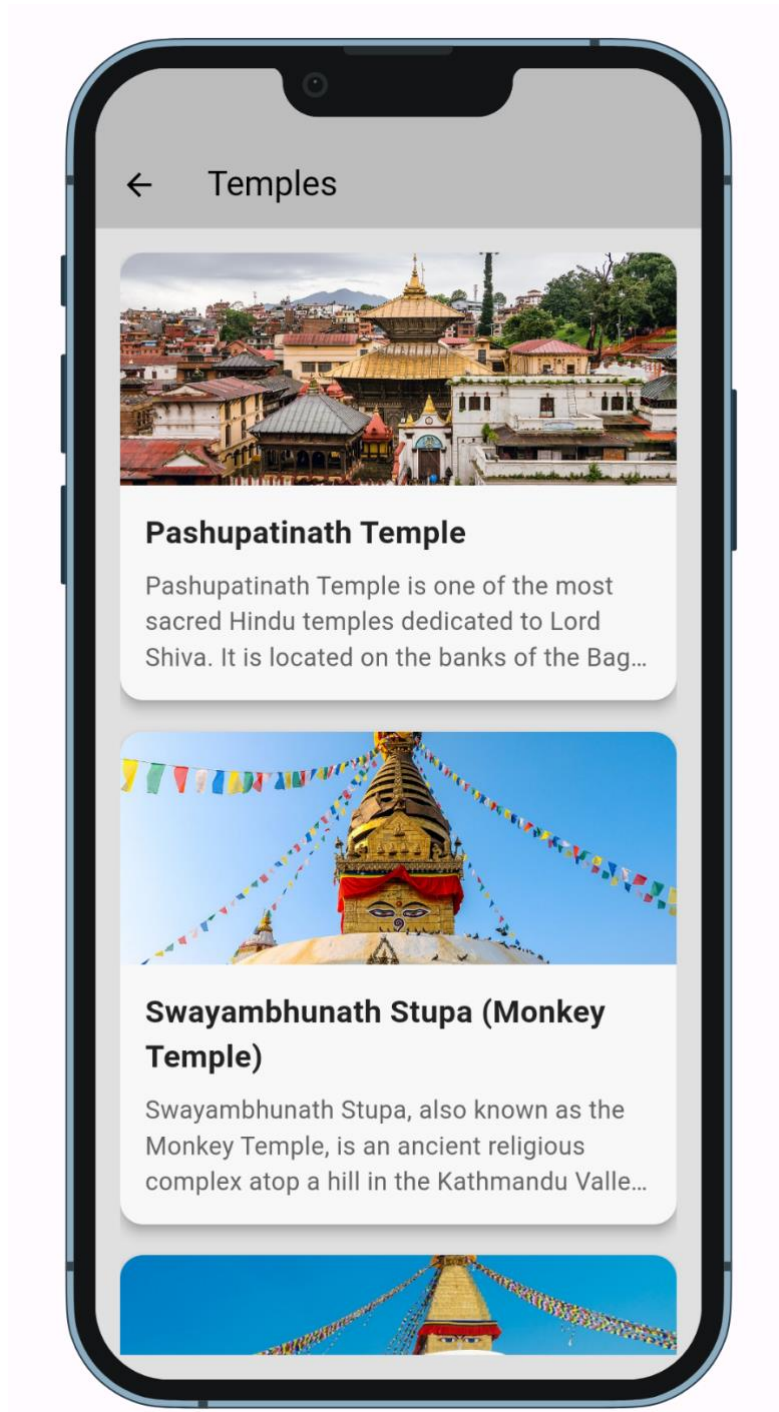 Temples
Pashupatinath Temple
Pashupatinath Temple is one of the most
sacred Hindu temples dedicated to Lord
Shiva. It is located on the banks of the Bag…
Swayambhunath Stupa (Monkey
Temple)
Swayambhunath Stupa, also known as the
Monkey Temple, is an ancient religious
complex atop a hill in the Kathmandu Valle…